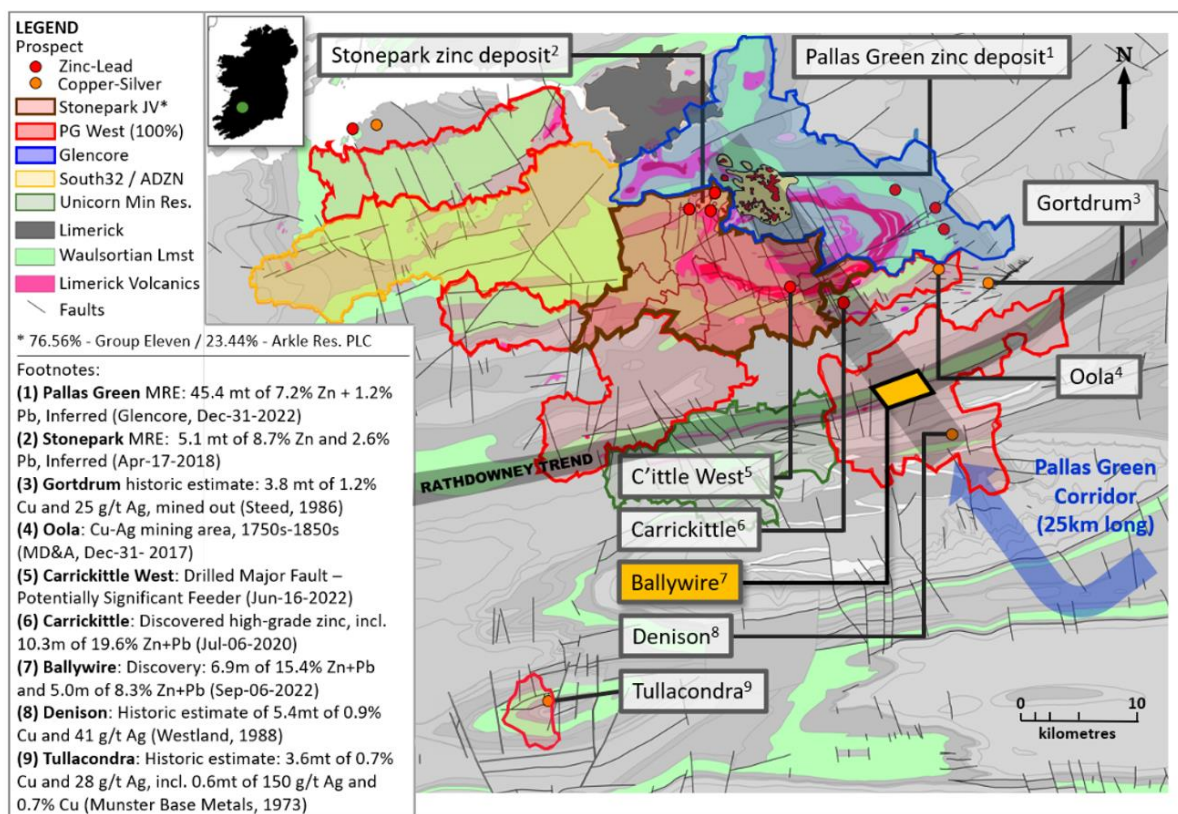 LEGEND
Prospect
Zinc-Lead
Copper-Silver
Stonepark JV*
PG West (100%)
Glencore
South32 / ADZN
Unicorn Min Res.
Limerick
Waulsortian Lmst
Limerick Volcanics
Faults
* 76.56% - Group Eleven / 23.44% - Arkle Res. PLC
Footnotes:
(1) Pallas Green MRE: 45.4 mt of 7.2% Zn + 1.2%
Pb, Inferred (Glencore, Dec-31-2022)
(2) Stonepark MRE:  5.1 mt of 8.7% Zn and 2.6%
Pb, Inferred (Apr-17-2018)
(3) Gortdrum historic estimate: 3.8 mt of 1.2%
Cu and 25 g/t Ag, mined out (Steed, 1986)
(4) Oola: Cu-Ag mining area, 1750s-1850s
(MD&A, Dec-31- 2017)
(5) Carrickittle West: Drilled Major Fault –
Potentially Significant Feeder (Jun-16-2022)
(6) Carrickittle: Discovered high-grade zinc, incl.
10.3m of 19.6% Zn+Pb (Jul-06-2020)
(7) Ballywire: Discovery: 6.9m of 15.4% Zn+Pb
and 5.0m of 8.3% Zn+Pb (Sep-06-2022)
(8) Denison: Historic estimate of 5.4mt of 0.9%
Cu and 41 g/t Ag (Westland, 1988)
(9) Tullacondra: Historic estimate: 3.6mt of 0.7%
Cu and 28 g/t Ag, incl. 0.6mt of 150 g/t Ag and
0.7% Cu (Munster Base Metals, 1973)
Stonepark zinc deposit2
Pallas Green zinc deposit1
N
Gortdrum3
Oola4
RATHDOWNEY TREND
C'ittle West5
Carrickittle6
Ballywire7
Denison8
Pallas Green
Corridor
(25km long)
Tullacondra9
0 10
kilometres